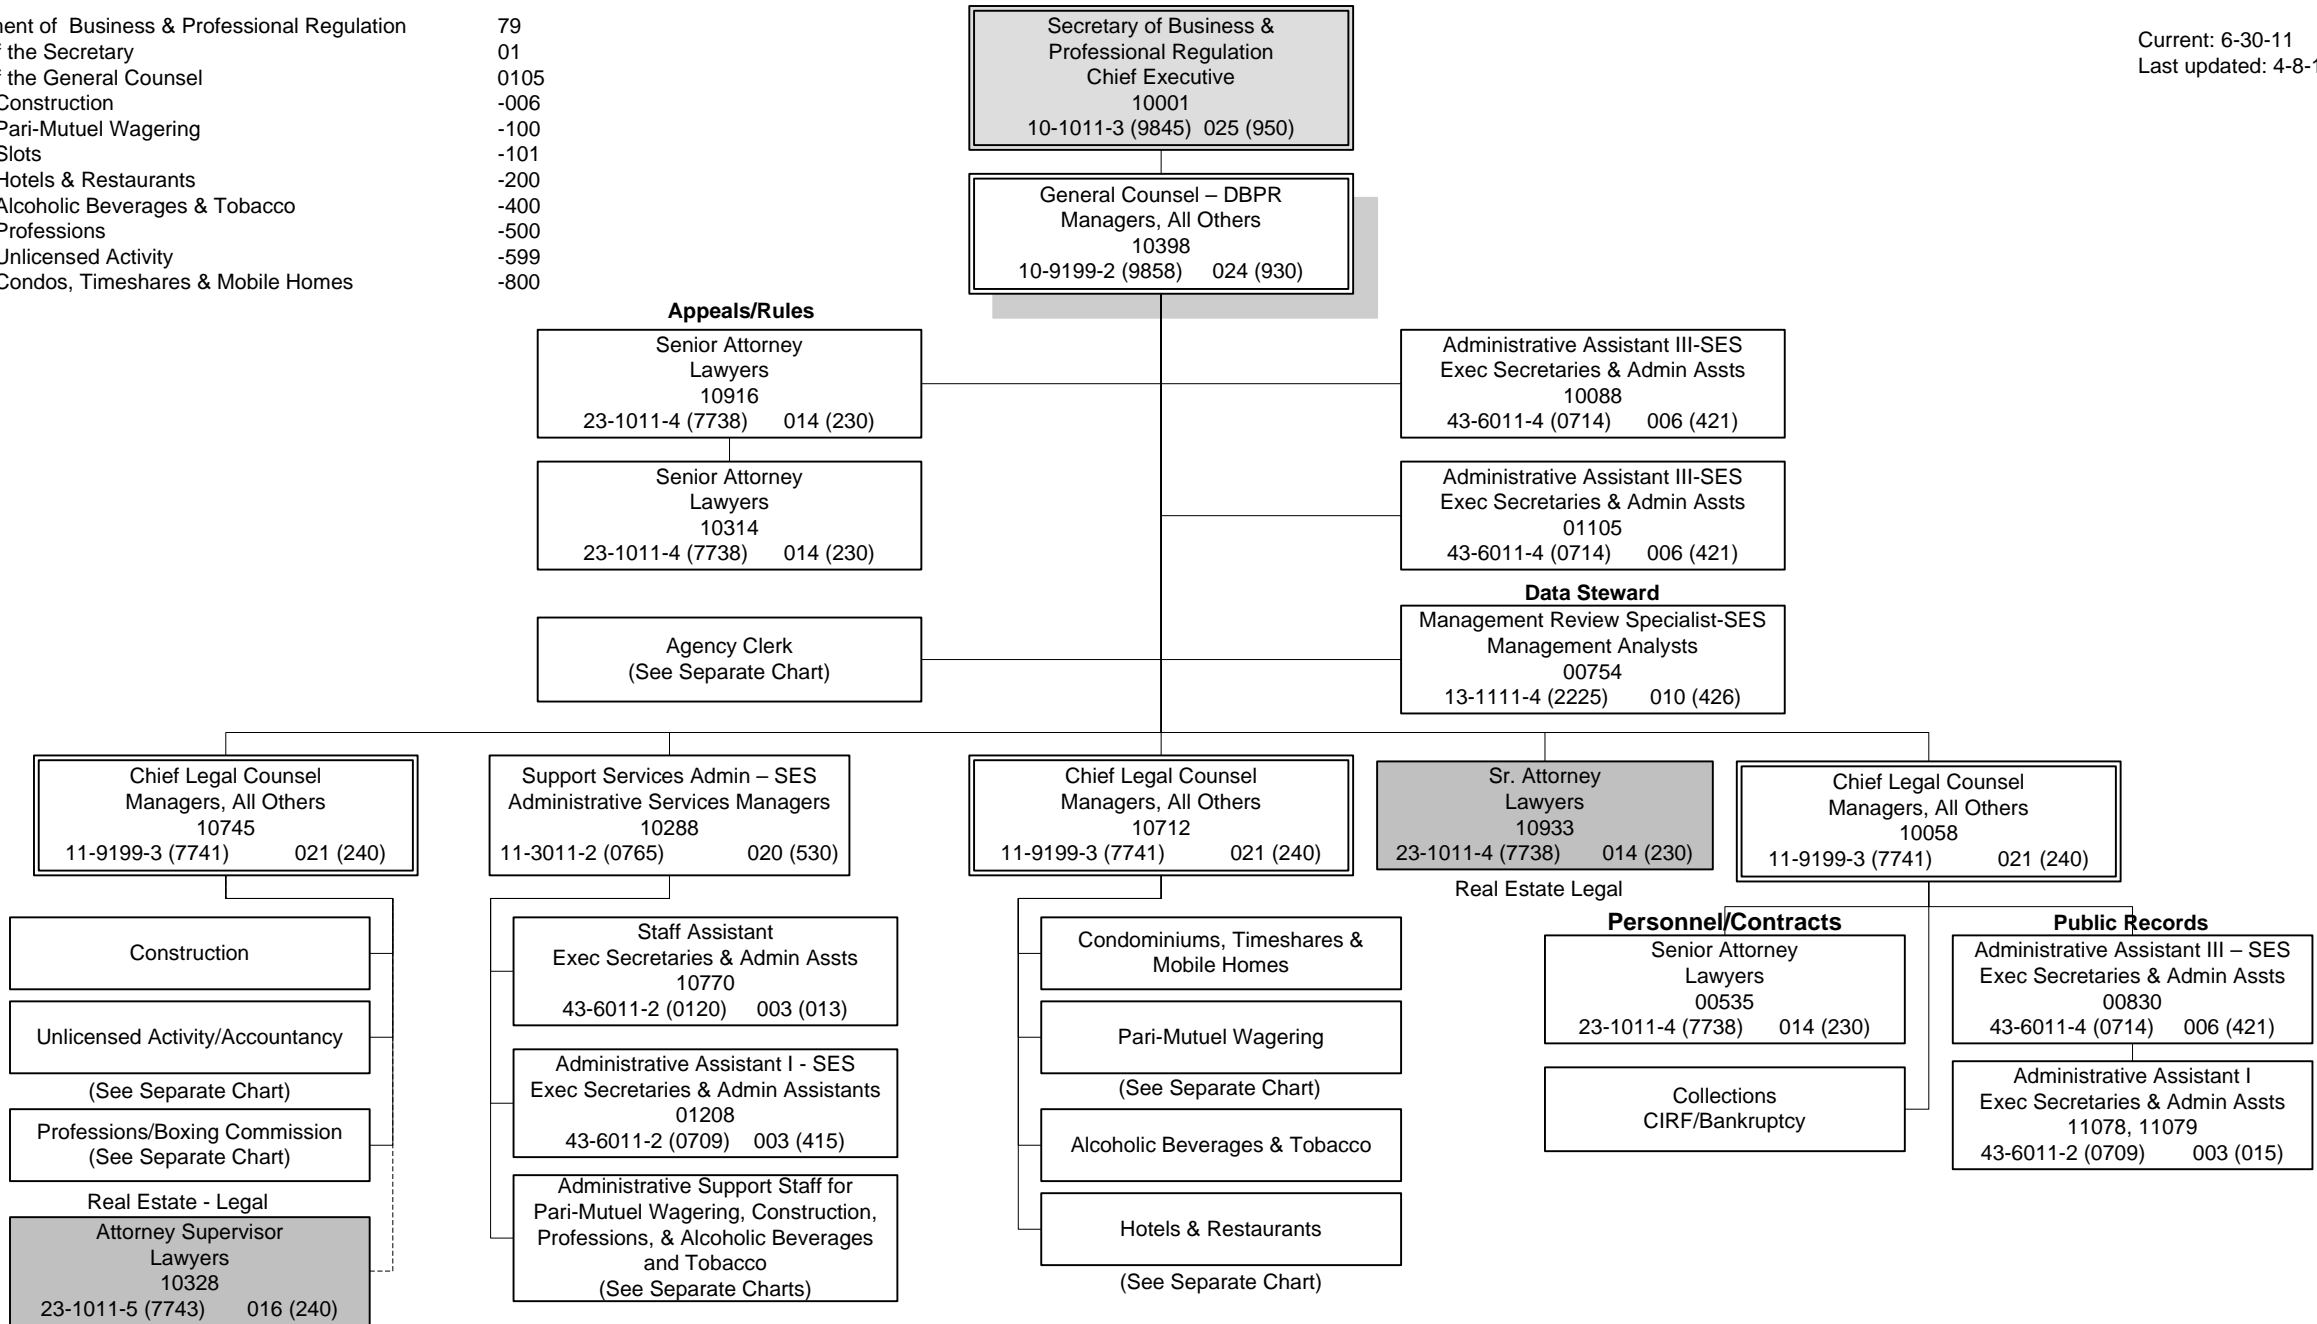 ment of Business & Professional Regulation 79
f the Secretary 01
f the General Counsel 0105
Construction -006
Pari-Mutuel Wagering -100
Slots -101
Hotels & Restaurants -200
Alcoholic Beverages & Tobacco -400
Professions -500
Unlicensed Activity -599
Condos, Timeshares & Mobile Homes -800
Secretary of Business &
Professional Regulation
Chief Executive
10001
10-1011-3 (9845) 025 (950)
Current: 6-30-11
Last updated: 4-8-1
General Counsel – DBPR
Managers, All Others
10398
10-9199-2 (9858) 024 (930)
Appeals/Rules
Senior Attorney
Lawyers
10916
23-1011-4 (7738) 014 (230)
Administrative Assistant III-SES
Exec Secretaries & Admin Assts
10088
43-6011-4 (0714) 006 (421)
Senior Attorney
Lawyers
10314
23-1011-4 (7738) 014 (230)
Administrative Assistant III-SES
Exec Secretaries & Admin Assts
01105
43-6011-4 (0714) 006 (421)
Agency Clerk
(See Separate Chart)
Data Steward
Management Review Specialist-SES
Management Analysts
00754
13-1111-4 (2225) 010 (426)
Chief Legal Counsel
Managers, All Others
10745
11-9199-3 (7741) 021 (240)
Support Services Admin – SES
Administrative Services Managers
10288
11-3011-2 (0765) 020 (530)
Chief Legal Counsel
Managers, All Others
10712
11-9199-3 (7741) 021 (240)
Sr. Attorney
Lawyers
10933
23-1011-4 (7738) 014 (230)
Real Estate Legal
Chief Legal Counsel
Managers, All Others
10058
11-9199-3 (7741) 021 (240)
Construction
Unlicensed Activity/Accountancy
(See Separate Chart)
Professions/Boxing Commission
(See Separate Chart)
Real Estate - Legal
Attorney Supervisor
Lawyers
10328
23-1011-5 (7743) 016 (240)
Staff Assistant
Exec Secretaries & Admin Assts
10770
43-6011-2 (0120) 003 (013)
Administrative Assistant I - SES
Exec Secretaries & Admin Assistants
01208
43-6011-2 (0709) 003 (415)
Administrative Support Staff for
Pari-Mutuel Wagering, Construction,
Professions, & Alcoholic Beverages
and Tobacco
(See Separate Charts)
Condominiums, Timeshares &
Mobile Homes
Pari-Mutuel Wagering
(See Separate Chart)
Alcoholic Beverages & Tobacco
Hotels & Restaurants
(See Separate Chart)
Personnel/Contracts
Senior Attorney
Lawyers
00535
23-1011-4 (7738) 014 (230)
Collections
CIRF/Bankruptcy
Public Records
Administrative Assistant III – SES
Exec Secretaries & Admin Assts
00830
43-6011-4 (0714) 006 (421)
Administrative Assistant I
Exec Secretaries & Admin Assts
11078, 11079
43-6011-2 (0709) 003 (015)